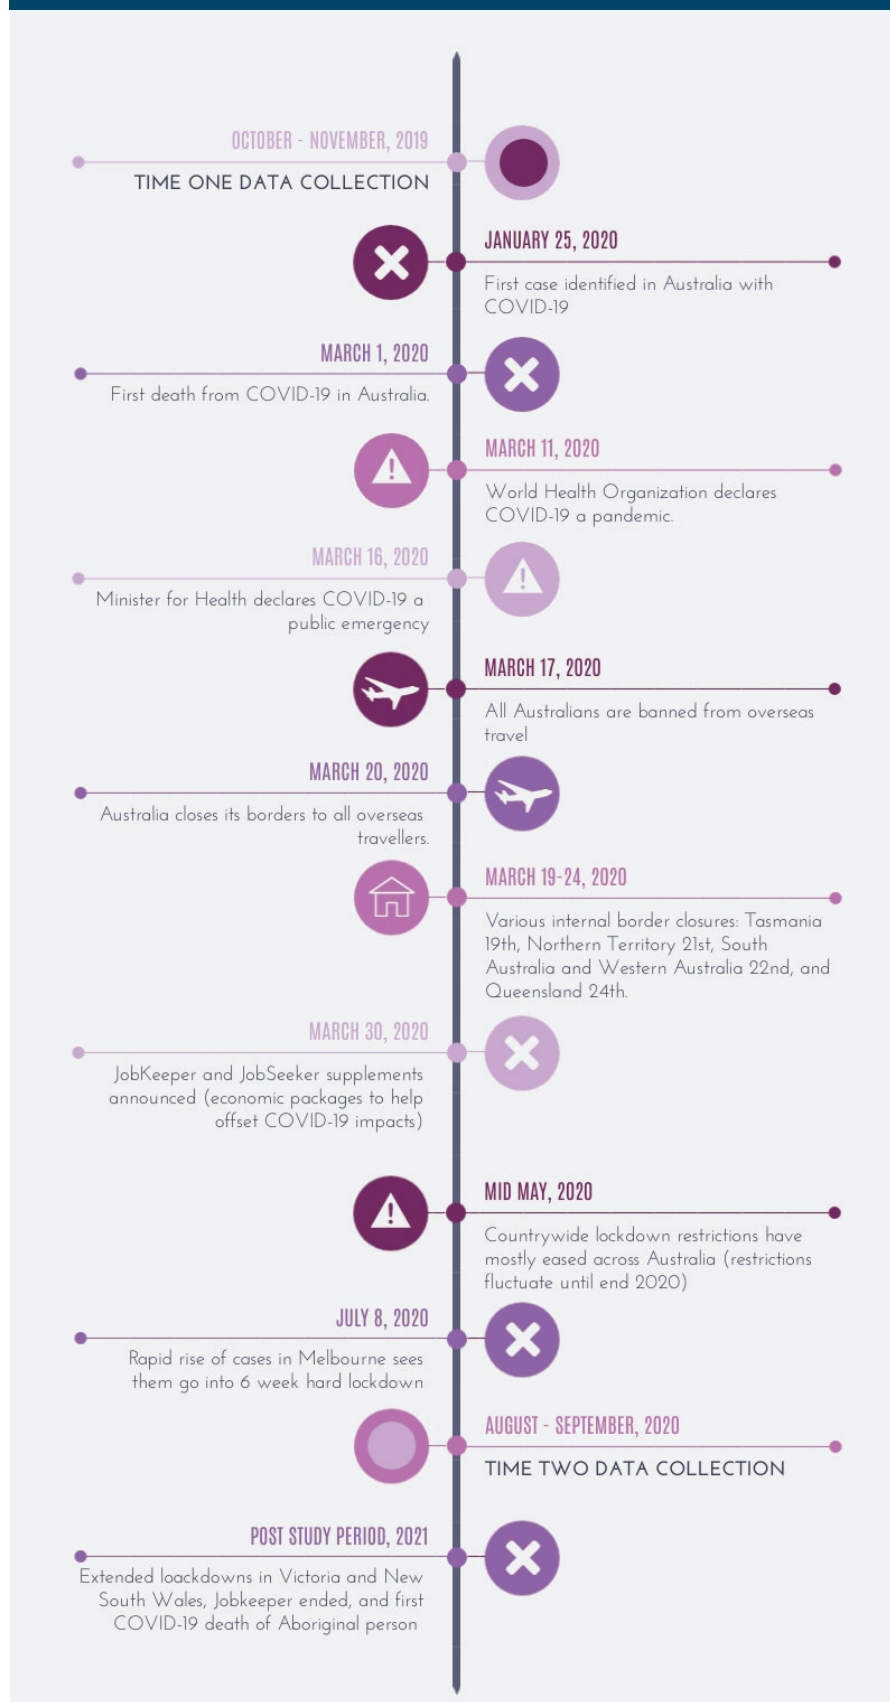 OCTOBER - NOVEMBER, 2019
TIME ONE DATA COLLECTION
JANUARY 25, 2020
First case identified in Australia with
COVID-19
MARCH 1, 2020
First death from COVID-19 in Australia.
MARCH 11, 2020
World Health Organization declares
COVID-19 a pandemic.
MARCH 16, 2020
Minister for Health declares COVID-19 a
public emergency
MARCH 17, 2020
All Australians are banned from overseas
travel
MARCH 20, 2020
Australia closes its borders to all overseas
travellers.
MARCH 19-24, 2020
Various internal border closures: Tasmania
19th, Northern Territory 21st, South
Australia and Western Australia 22nd, and
Queensland 24th.
MARCH 30, 2020
JobKeeper and JobSeeker supplements
announced (economic packages to help
offset COVID-19 impacts)
MID MAY, 2020
Countrywide lockdown restrictions have
mostly eased across Australia (restrictions
fluctuate until end 2020)
JULY 8, 2020
Rapid rise of cases in Melbourne sees
them go into 6 week hard lockdown
AUGUST - SEPTEMBER, 2020
TIME TWO DATA COLLECTION
POST STUDY PERIOD, 2021
Extended loackdowns in Victoria and New
South Wales, Jobkeeper ended, and first
COVID-19 death of Aboriginal person